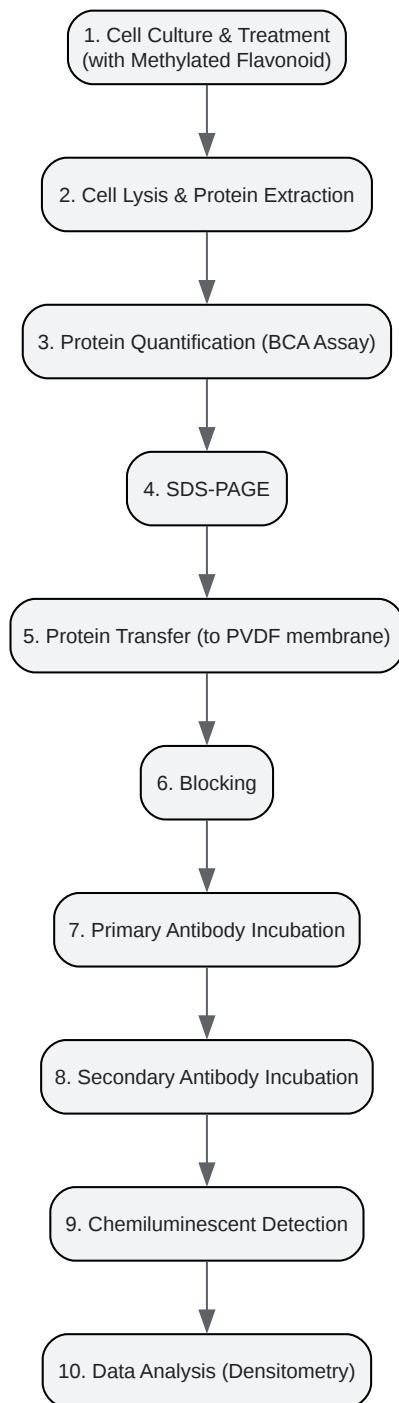 1. Cell Culture & Treatment
(with Methylated Flavonoid)
2. Cell Lysis & Protein Extraction
3. Protein Quantification (BCA Assay)
4. SDS-PAGE
5. Protein Transfer (to PVDF membrane)
6. Blocking
7. Primary Antibody Incubation
8. Secondary Antibody Incubation
9. Chemiluminescent Detection
10. Data Analysis (Densitometry)